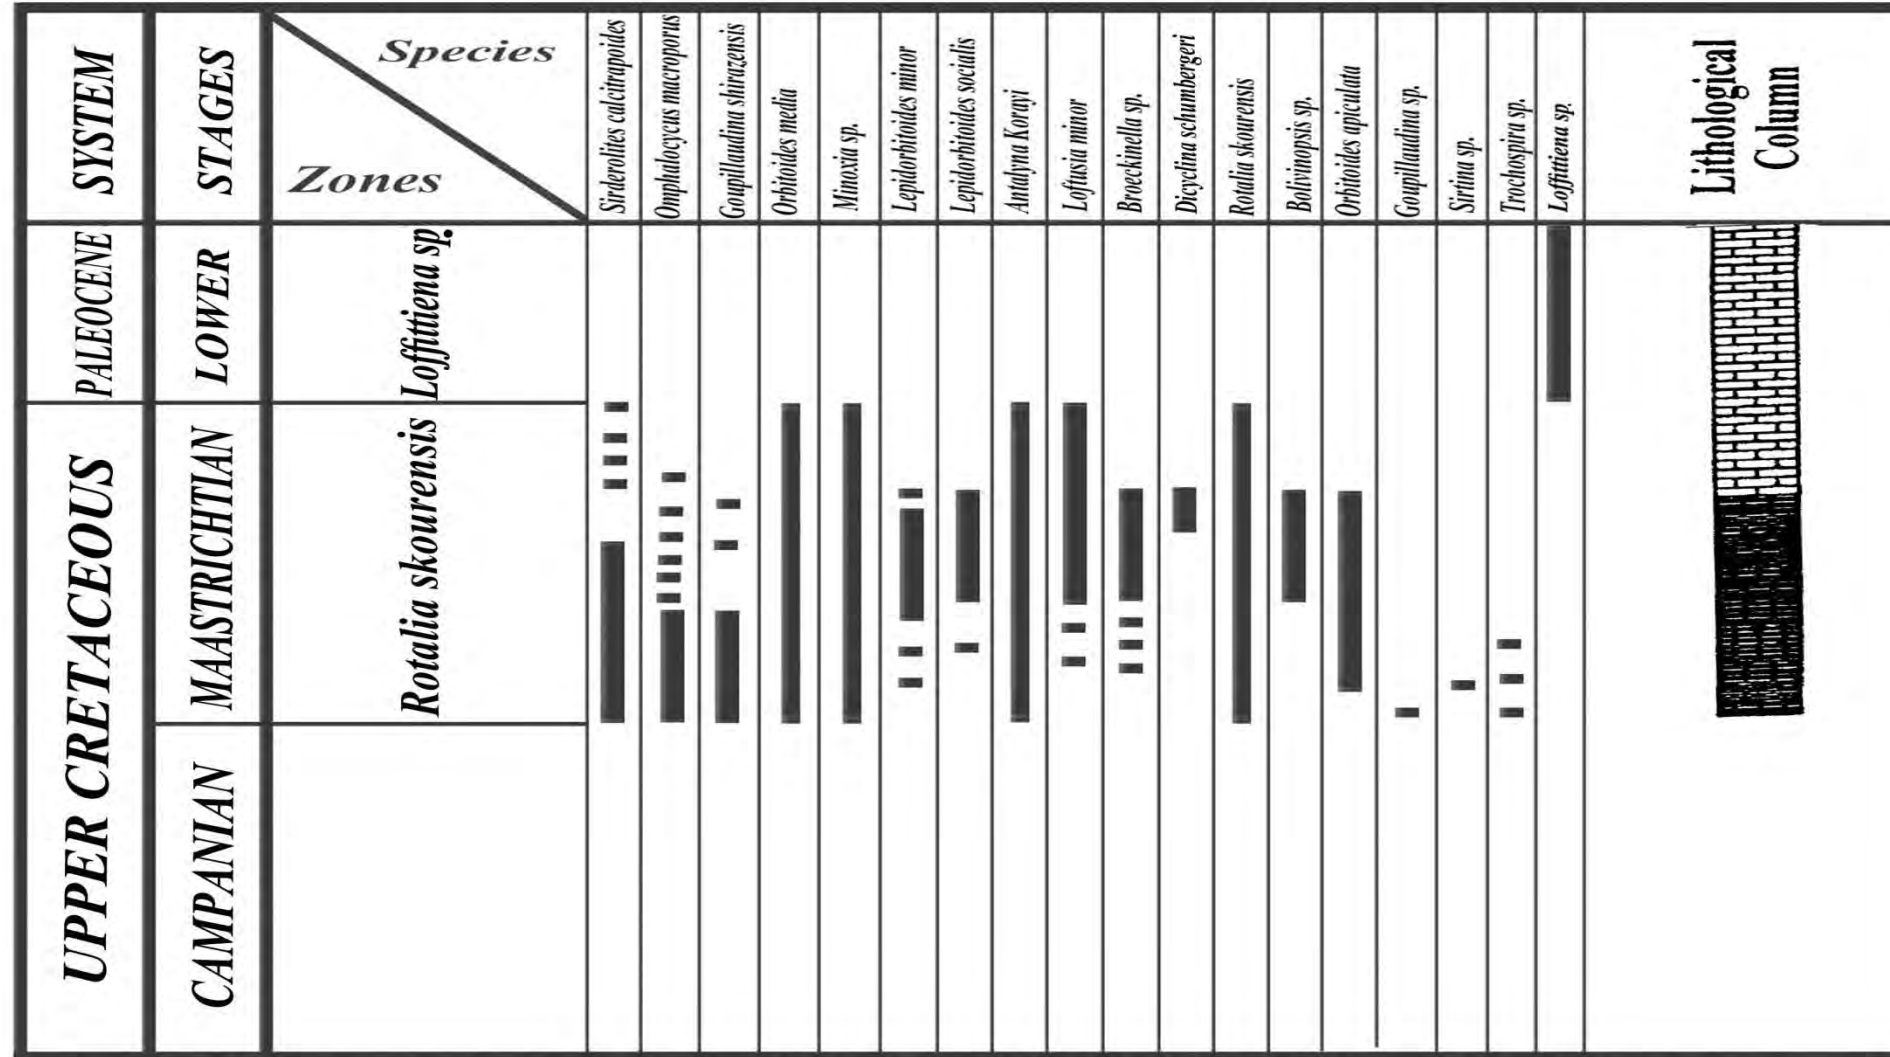 SYSTEM
STAGES
Species
Zones
Sirderolites calcitrapoides
Omphalocycus macroporus
Goupillaudina shirazensis
Orbitoides media
Minoxia sp.
Lepidorbitoides minor
Lepidorbitoides socialis
Antalyna Korayi
Loftusia minor
Broeckinella sp.
Dicyclina schumbergeri
Rotalia skourensis
Bolivinopsis sp.
Orbitoides apiculata
Goupillaudina sp.
Sirtina sp.
Trochospira sp.
Loffitiena sp.
Lithological
Column
PALEOCENE
LOWER
Loffitiena sp.
UPPER CRETACEOUS
MAASTRICHTIAN
Rotalia skourensis
CAMPANIAN